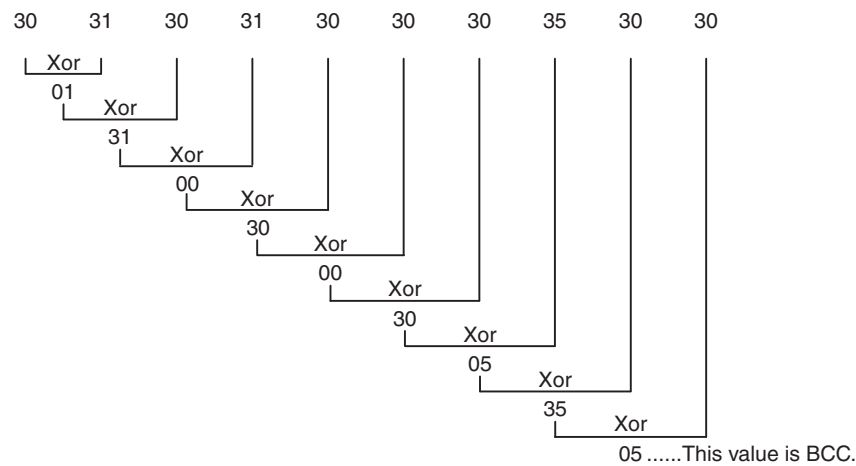 30 31 30 31 30 30 30 35 30 30
Xor
01
Xor
31
Xor
00
Xor
30
Xor
00
Xor
30
Xor
05
Xor
35
Xor
05 ......This value is BCC.